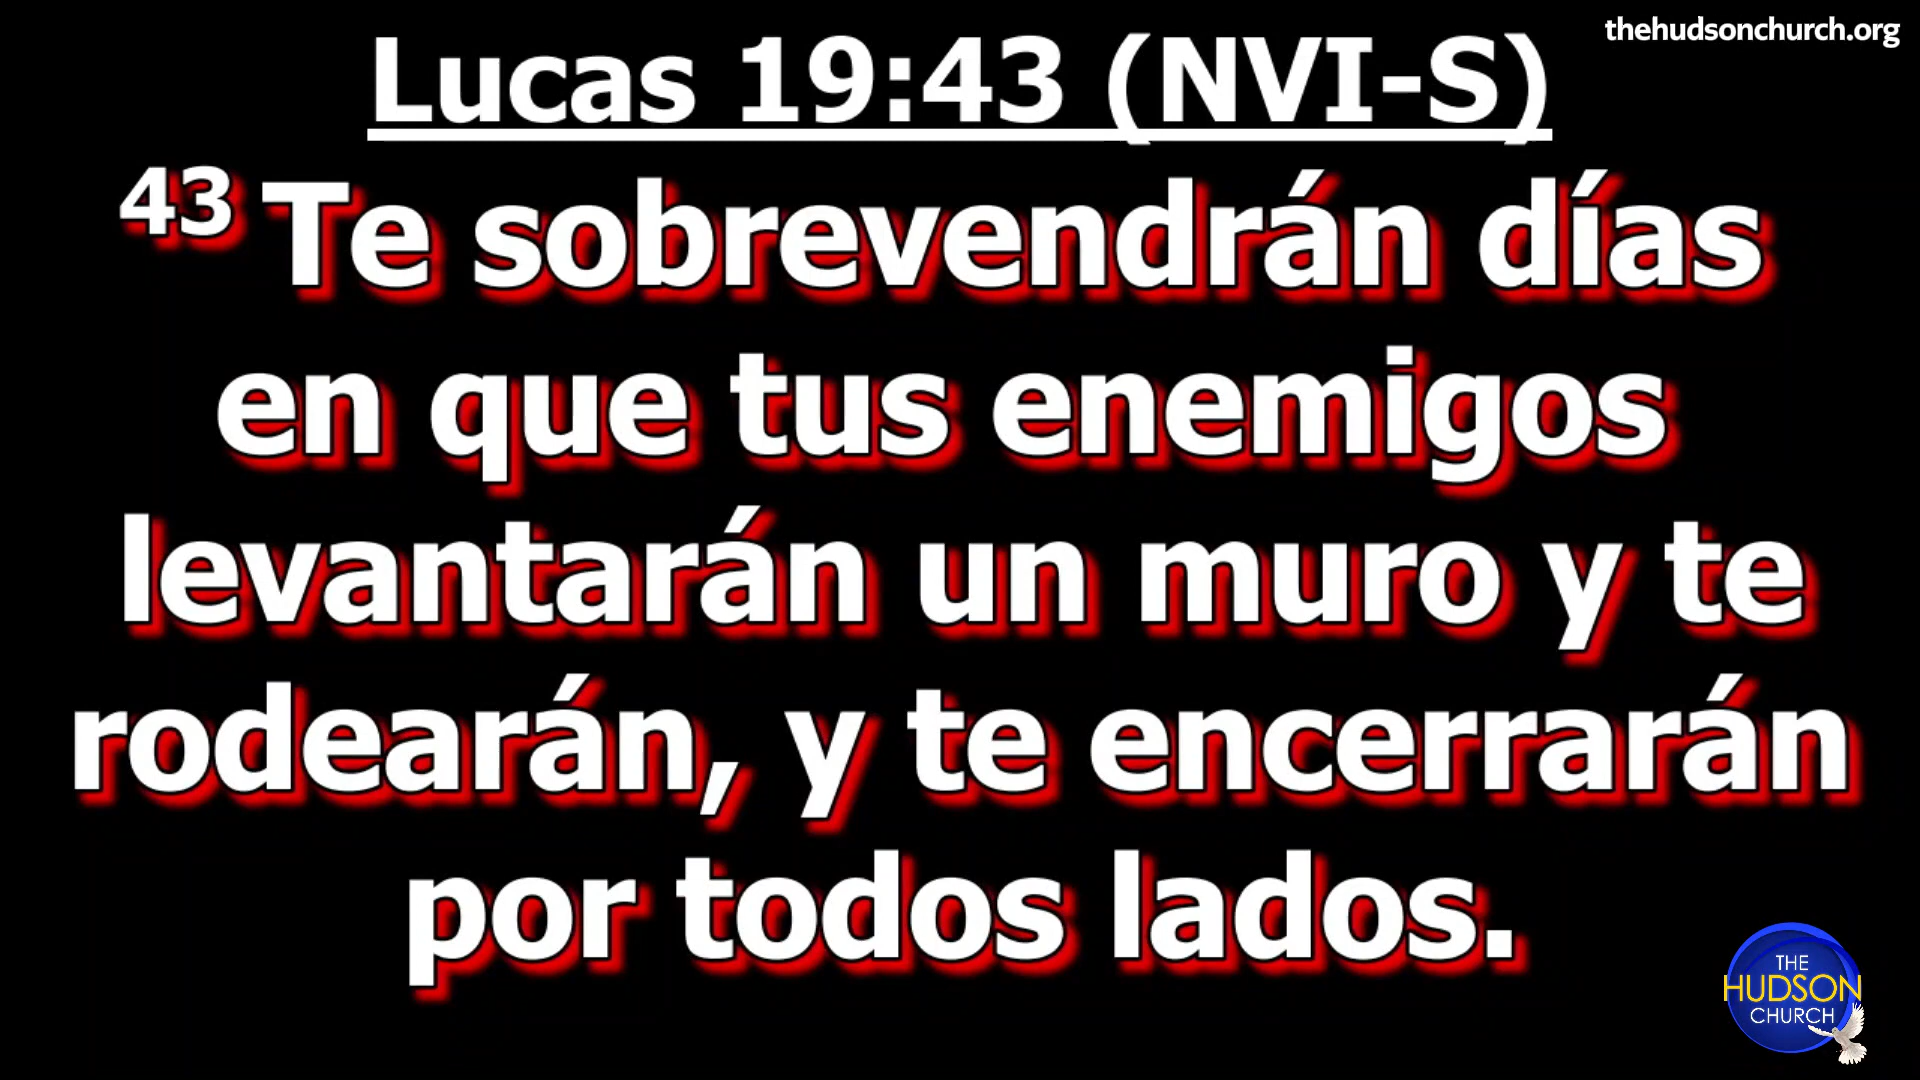 thehudsonchurch.org
Lucas 19:43 (NVI-S)
43 Te sobrevendrán días
en que tus enemigos
levantarán un muro y te
rodearán, y te encerrarán
por todos lados.
THE
HUDSON
CHURCH